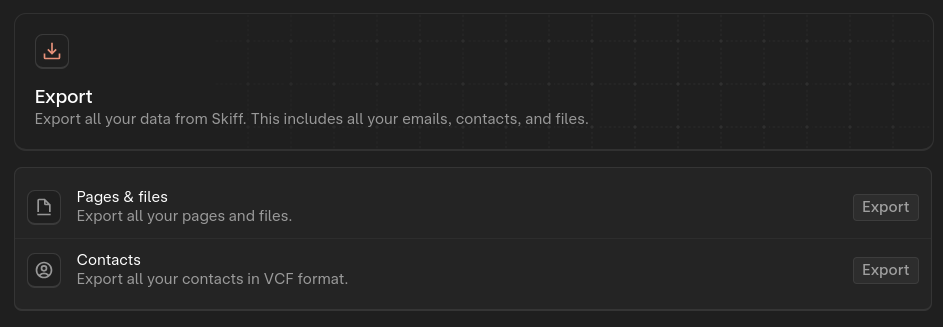 Export
Export all your data from Skiff. This includes all your emails, contacts, and files.
Pages & files
Export all your pages and files.
Export
Contacts
Export all your contacts in VCF format.
Export